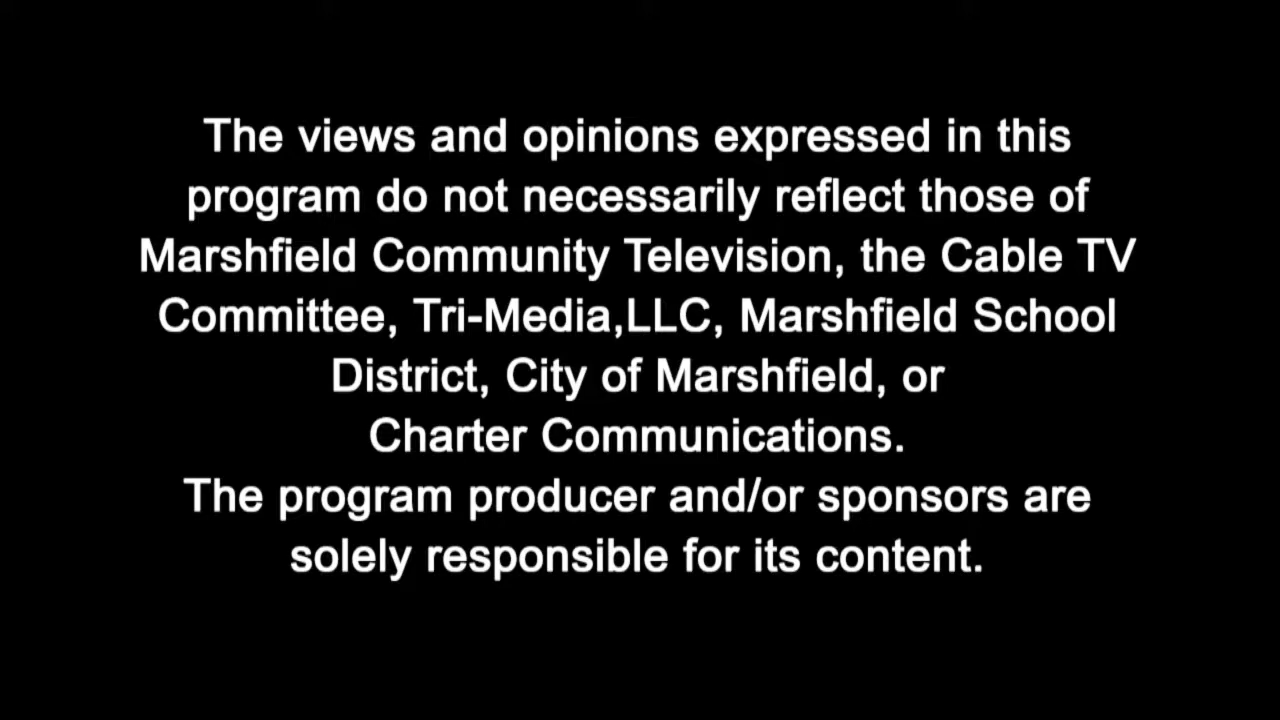 The views and opinions expressed in this
program do not necessarily reflect those of
Marshfield Community Television, the Cable TV
Committee, Tri-Media,LLC, Marshfield School
District, City of Marshfield, or
Charter Communications.
The program producer and/or sponsors are
solely responsible for its content.